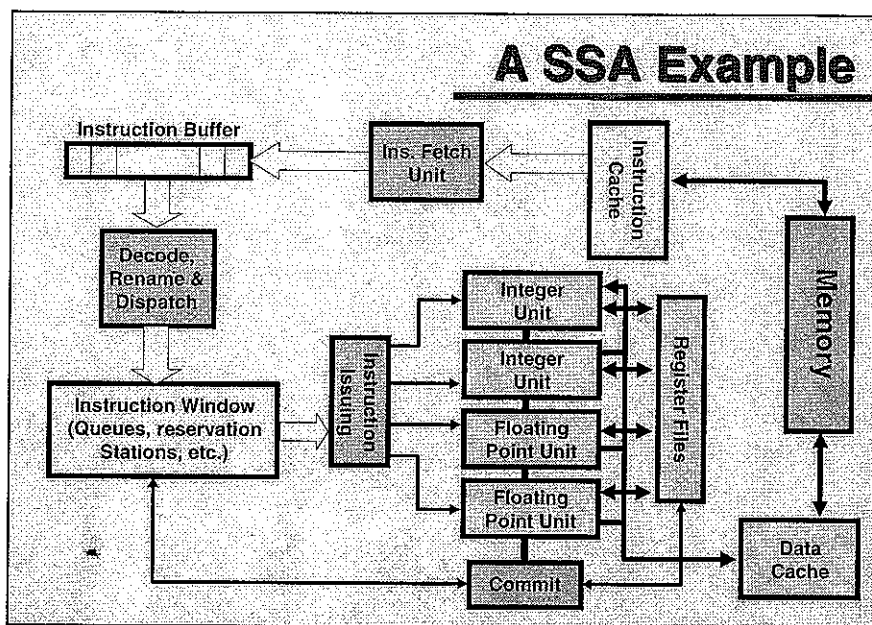 A SSA Example
Instruction Buffer
Ins. Fetch
Unit
Instruction
Cache
Memory
Decode,
Rename &
Dispatch
Integer
Unit
Integer
Unit
Floating
Point Unit
Floating
Point Unit
Instruction
Issuing
Register Files
Instruction Window
(Queues, reservation
Stations, etc.)
Commit
Data
Cache